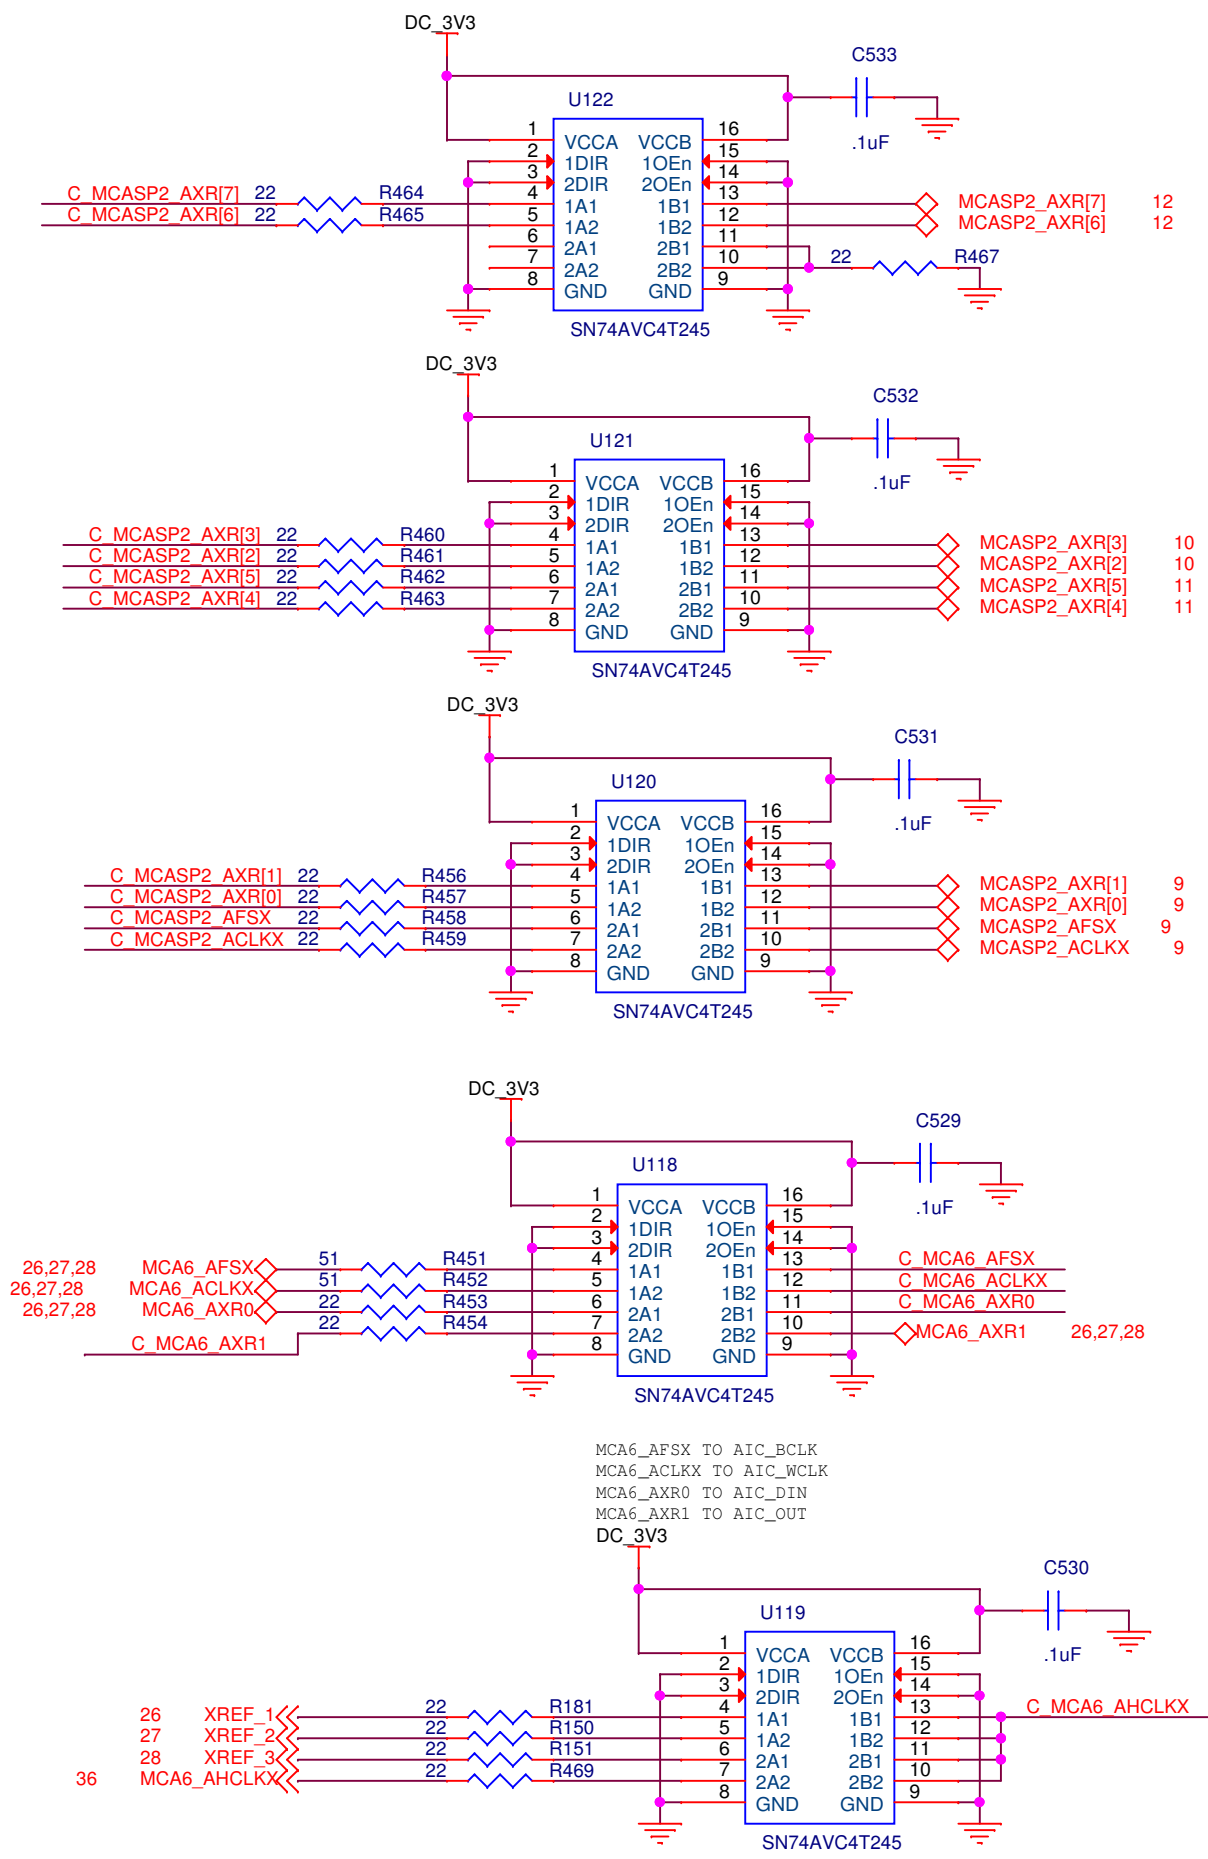 DC_3V3
C533
.1uF
U122
1 VCCA VCCB 16
2 1DIR 1OEn 15
3 2DIR 2OEn 14
C_MCASP2_AXR[7] 22 R464 4 1A1 1B1 13 MCASP2_AXR[7] 12
C_MCASP2_AXR[6] 22 R465 5 1A2 1B2 12 MCASP2_AXR[6] 12
6 2A1 2B1 11
7 2A2 2B2 10 22 R467
8 GND GND 9
SN74AVC4T245
DC_3V3
C532
.1uF
U121
1 VCCA VCCB 16
2 1DIR 1OEn 15
3 2DIR 2OEn 14
C_MCASP2_AXR[3] 22 R460 4 1A1 1B1 13 MCASP2_AXR[3] 10
C_MCASP2_AXR[2] 22 R461 5 1A2 1B2 12 MCASP2_AXR[2] 10
C_MCASP2_AXR[5] 22 R462 6 2A1 2B1 11 MCASP2_AXR[5] 11
C_MCASP2_AXR[4] 22 R463 7 2A2 2B2 10 MCASP2_AXR[4] 11
8 GND GND 9
SN74AVC4T245
DC_3V3
C531
.1uF
U120
1 VCCA VCCB 16
2 1DIR 1OEn 15
3 2DIR 2OEn 14
C_MCASP2_AXR[1] 22 R456 4 1A1 1B1 13 MCASP2_AXR[1] 9
C_MCASP2_AXR[0] 22 R457 5 1A2 1B2 12 MCASP2_AXR[0] 9
C_MCASP2_AFSX 22 R458 6 2A1 2B1 11 MCASP2_AFSX 9
C_MCASP2_ACLKX 22 R459 7 2A2 2B2 10 MCASP2_ACLKX 9
8 GND GND 9
SN74AVC4T245
DC_3V3
C529
.1uF
U118
1 VCCA VCCB 16
2 1DIR 1OEn 15
3 2DIR 2OEn 14
26,27,28 MCA6_AFSX 51 R451 4 1A1 1B1 13 C_MCA6_AFSX
26,27,28 MCA6_ACLKX 51 R452 5 1A2 1B2 12 C_MCA6_ACLKX
26,27,28 MCA6_AXR0 22 R453 6 2A1 2B1 11 C_MCA6_AXR0
C_MCA6_AXR1 22 R454 7 2A2 2B2 10 MCA6_AXR1 26,27,28
8 GND GND 9
SN74AVC4T245
MCA6_AFSX TO AIC_BCLK
MCA6_ACLKX TO AIC_WCLK
MCA6_AXR0 TO AIC_DIN
MCA6_AXR1 TO AIC_OUT
DC_3V3
C530
.1uF
U119
1 VCCA VCCB 16
2 1DIR 1OEn 15
3 2DIR 2OEn 14
26 XREF_1 22 R181 4 1A1 1B1 13 C_MCA6_AHCLKX
27 XREF_2 22 R150 5 1A2 1B2 12
28 XREF_3 22 R151 6 2A1 2B1 11
36 MCA6_AHCLKX 22 R469 7 2A2 2B2 10
8 GND GND 9
SN74AVC4T245